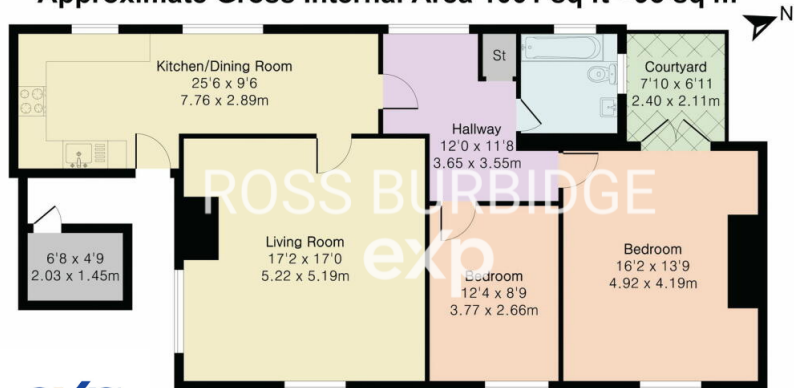 N
Kitchen/Dining Room
25'6 x 9'6
7.76 x 2.89m
St
Courtyard
7'10 x 6'11
2.40 x 2.11m
Hallway
12'0 x 11'8
3.65 x 3.55m
ROSS BURBIDGE
exp
6'8 x 4'9
2.03 x 1.45m
Living Room
17'2 x 17'0
5.22 x 5.19m
Bedroom
12'4 x 8'9
3.77 x 2.66m
Bedroom
16'2 x 13'9
4.92 x 4.19m